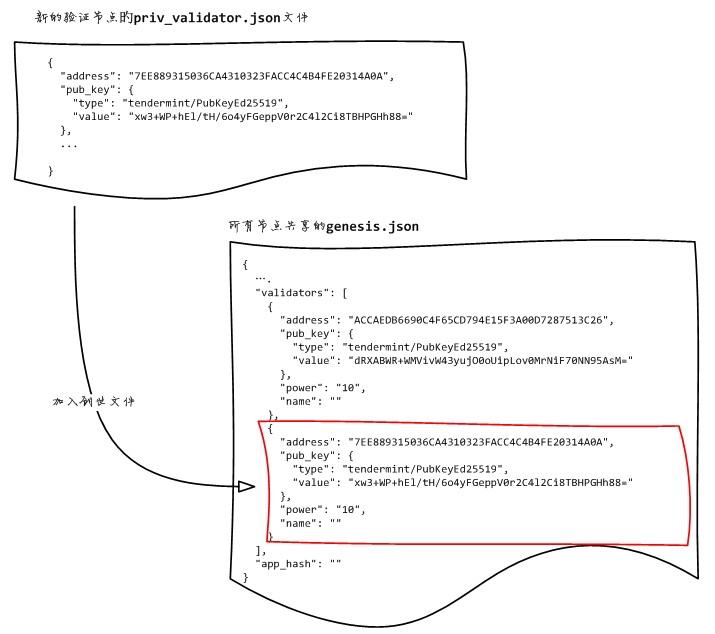 新的验证节点的priv_validator.json文件
{
"address": "7EE889315036CA4310323FACC4C4B4FE20314A0A",
"pub_key": {
"type": "tendermint/PubKeyEd25519",
"value": "xw3+WP+hEl/tH/6o4yFGeppV0r2C4l2Ci8TBHPGHh88="
},
...
}
所有节点共享的genesis.json
{
....
"validators": [
{
"address": "ACCAEDB6690C4F65CD794E15F3A00D7287513C26",
"pub_key": {
"type": "tendermint/PubKeyEd25519",
"value": "dRXABWR+WMVivW43yujO0oUipLov0MrNiF70NN95AsM="
},
"power": "10",
"name": ""
},
{
"address": "7EE889315036CA4310323FACC4C4B4FE20314A0A",
"pub_key": {
"type": "tendermint/PubKeyEd25519",
"value": "xw3+WP+hEl/tH/6o4yFGeppV0r2C4l2Ci8TBHPGHh88="
},
"power": "10",
"name": ""
}
],
"app_hash": ""
}
加入创世文件